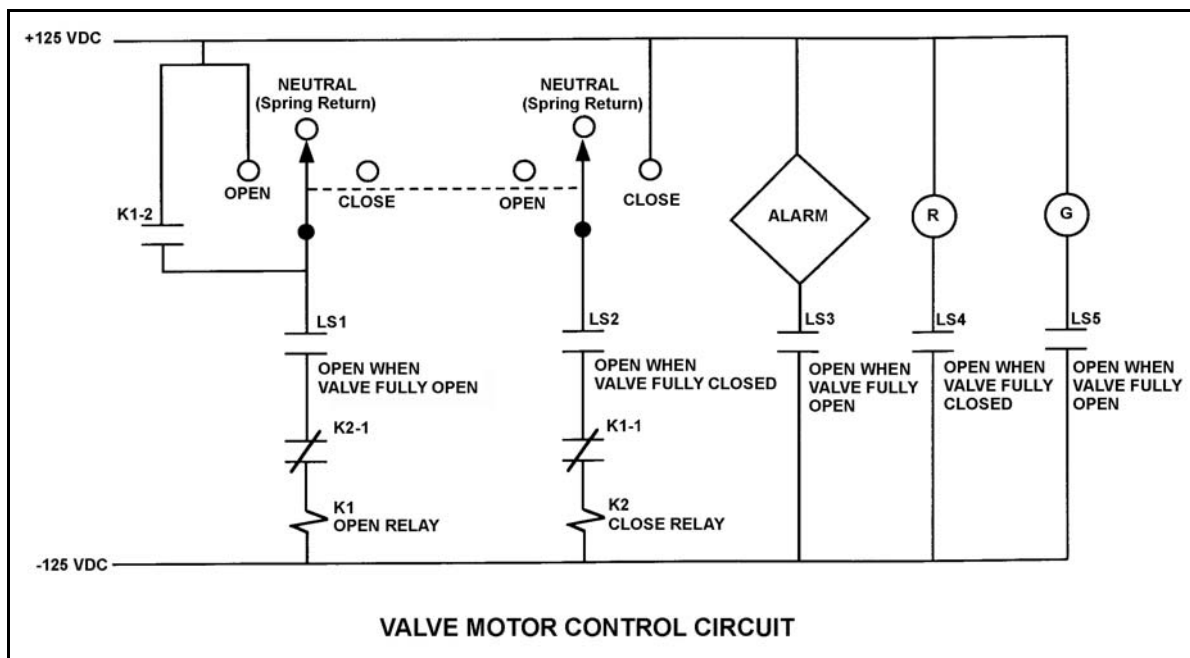 +125 VDC
NEUTRAL
(Spring Return)
NEUTRAL
(Spring Return)
OPEN
CLOSE
OPEN
CLOSE
K1-2
ALARM
R
G
LS1
OPEN WHEN
VALVE FULLY OPEN
LS2
OPEN WHEN
VALVE FULLY CLOSED
LS3
OPEN WHEN
VALVE FULLY
OPEN
LS4
OPEN WHEN
VALVE FULLY
CLOSED
LS5
OPEN WHEN
VALVE FULLY
OPEN
K2-1
K1-1
K1
OPEN RELAY
K2
CLOSE RELAY
-125 VDC
VALVE MOTOR CONTROL CIRCUIT